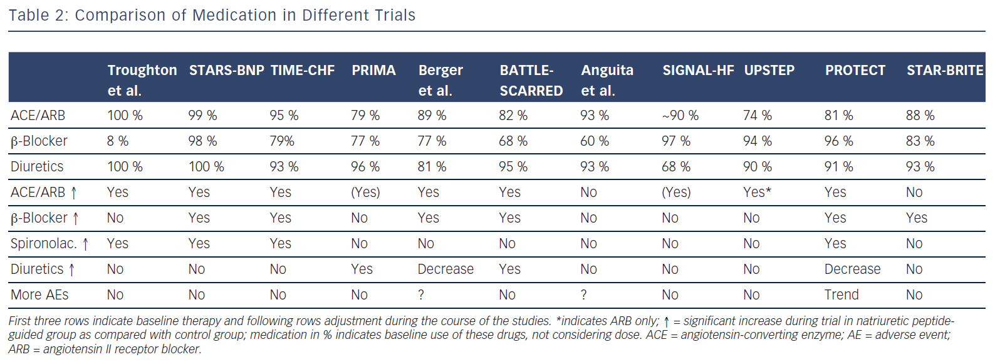 Table 2: Comparison of Medication in Different Trials
Troughton et al. STARS-BNP TIME-CHF PRIMA Berger et al. BATTLE-SCARRED Anguita et al. SIGNAL-HF UPSTEP PROTECT STAR-BRITE
ACE/ARB 100 % 99 % 95 % 79 % 89 % 82 % 93 % ~90 % 74 % 81 % 88 %
β-Blocker 8 % 98 % 79% 77 % 77 % 68 % 60 % 97 % 94 % 96 % 83 %
Diuretics 100 % 100 % 93 % 96 % 81 % 95 % 93 % 68 % 90 % 91 % 93 %
ACE/ARB ↑ Yes Yes Yes (Yes) Yes Yes No (Yes) Yes* Yes No
β-Blocker ↑ No Yes Yes No Yes Yes No No No Yes Yes
Spironolac. ↑ Yes Yes Yes No No No No No No Yes No
Diuretics ↑ No No No Yes Decrease Yes No No No Decrease No
More AEs No No No No ? No ? No No Trend No
First three rows indicate baseline therapy and following rows adjustment during the course of the studies. *indicates ARB only; ↑ = significant increase during trial in natriuretic peptide-
guided group as compared with control group; medication in % indicates baseline use of these drugs, not considering dose. ACE = angiotensin-converting enzyme; AE = adverse event;
ARB = angiotensin II receptor blocker.